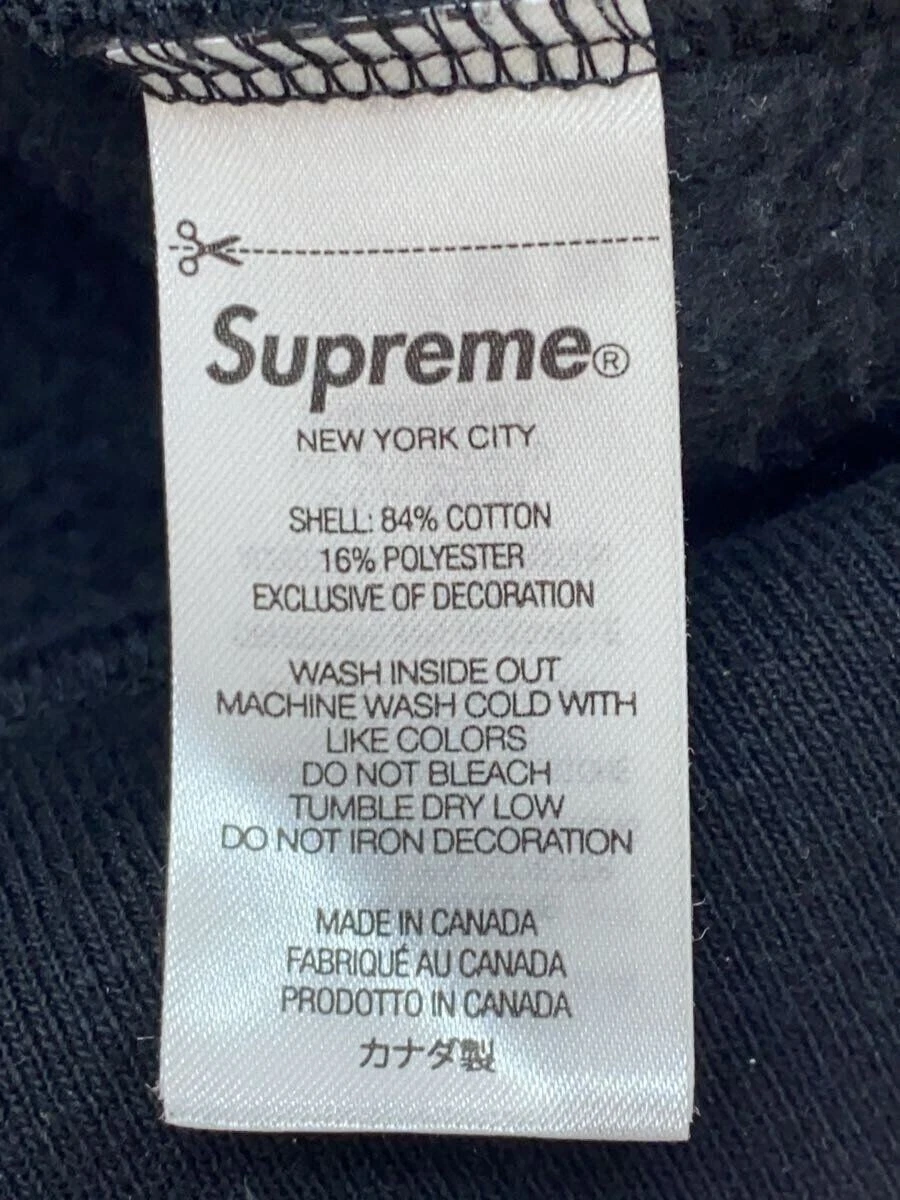 Supreme®
NEW YORK CITY
SHELL: 84% COTTON
16% POLYESTER
EXCLUSIVE OF DECORATION
WASH INSIDE OUT
MACHINE WASH COLD WITH
LIKE COLORS
DO NOT BLEACH
TUMBLE DRY LOW
DO NOT IRON DECORATION
MADE IN CANADA
FABRIQUÉ AU CANADA
PRODOTTO IN CANADA
カナダ製